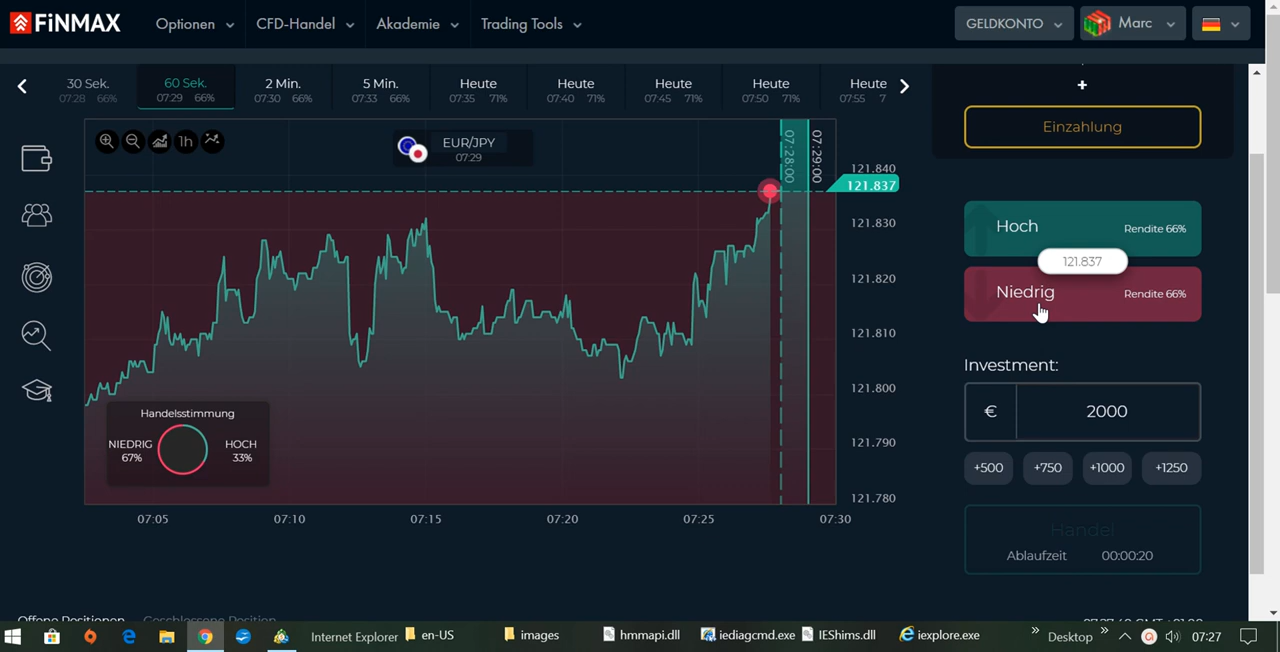 FiNMAX
Optionen
CFD-Handel
Akademie
Trading Tools
GELDKONTO
Marc
30 Sek.
07:28 66%
60 Sek.
07:29 66%
2 Min.
07:30 66%
5 Min.
07:33 66%
Heute
07:35 71%
Heute
07:40 71%
Heute
07:45 71%
Heute
07:50 71%
Heute
07:55 7
+
Einzahlung
1h
EUR/JPY
07:29
07:28:00
07:29:00
121.840
121.837
121.830
121.820
121.810
121.800
121.790
121.780
Handelsstimmung
NIEDRIG
67%
HOCH
33%
07:05
07:10
07:15
07:20
07:25
07:30
Hoch
Rendite 66%
121.837
Niedrig
Rendite 66%
Investment:
€ 2000
+500
+750
+1000
+1250
Handel
Ablaufzeit 00:00:20
Offene Positionen
Geschlossene Position
Internet Explorer
en-US
images
hmmapi.dll
iediagcmd.exe
IEShims.dll
iexplore.exe
»
Desktop
»
07:27